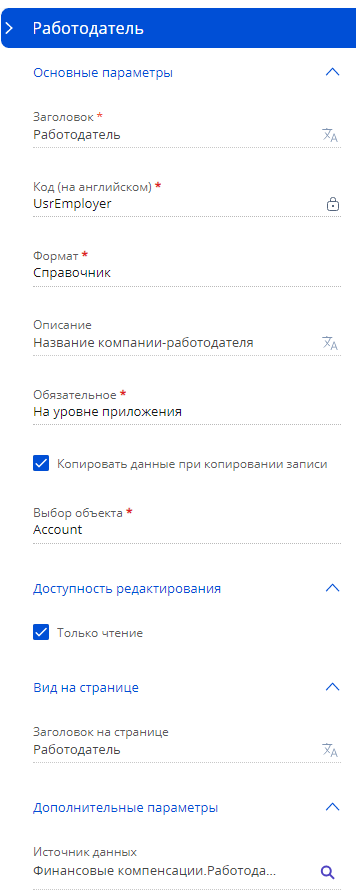 Работодатель
Основные параметры
Заголовок *
Работодатель
Код (на английском) *
UsrEmployer
Формат *
Справочник
Описание
Название компании-работодателя
Обязательное *
На уровне приложения
Копировать данные при копировании записи
Выбор объекта *
Account
Доступность редактирования
Только чтение
Вид на странице
Заголовок на странице
Работодатель
Дополнительные параметры
Источник данных
Финансовые компенсации.Работода...